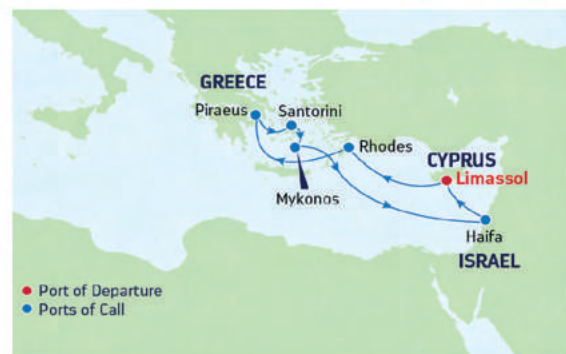 GREECE
Piraeus
Santorini
Rhodes
CYPRUS
Limassol
Mykonos
Haifa
ISRAEL
Port of Departure
Ports of Call